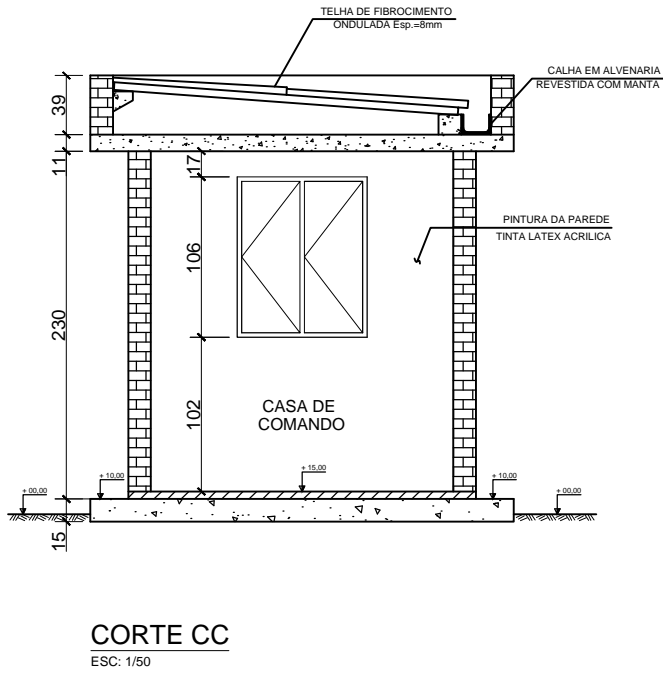 TELHA DE FIBROCIMENTO
ONDULADA Esp.=8mm
CALHA EM ALVENARIA
REVESTIDA COM MANTA
39
11
17
PINTURA DA PAREDE
TINTA LATEX ACRILICA
106
230
102
CASA DE
COMANDO
+ 00,00
+ 10,00
+ 15,00
+ 10,00
+ 00,00
15
CORTE CC
ESC: 1/50